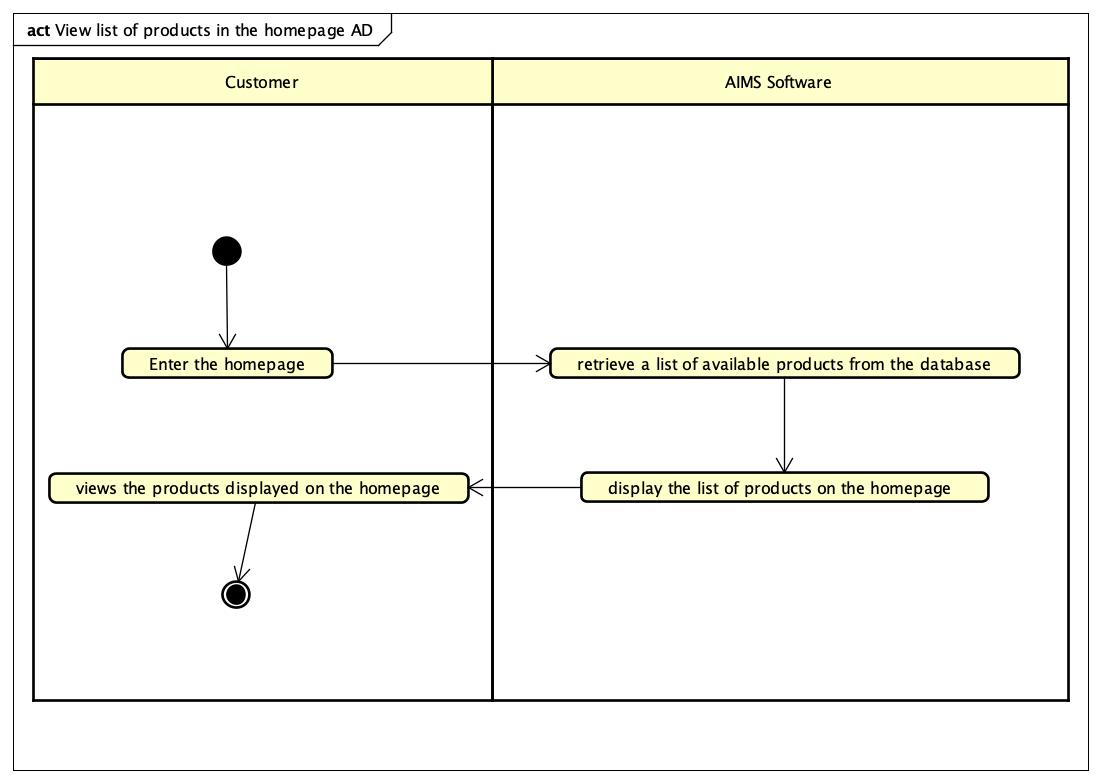 act View list of products in the homepage AD
Customer
AIMS Software
Enter the homepage
retrieve a list of available products from the database
views the products displayed on the homepage
display the list of products on the homepage